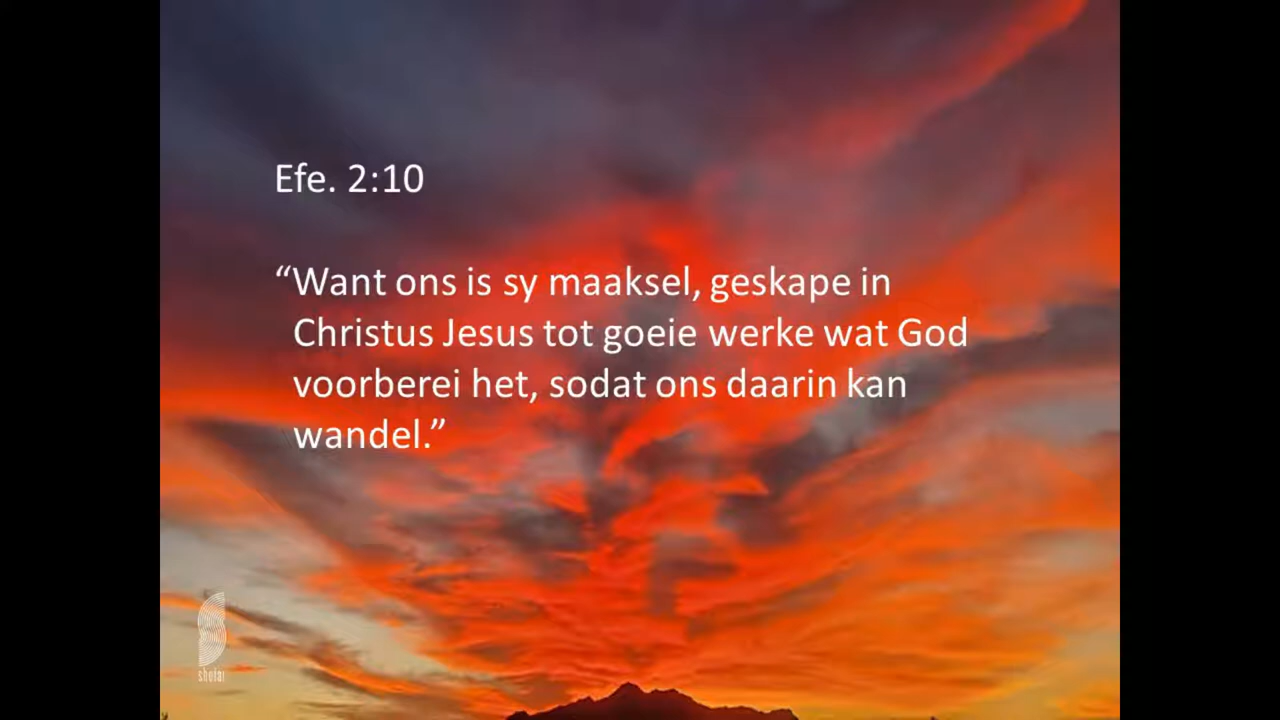 Efe. 2:10
“Want ons is sy maaksel, geskape in
Christus Jesus tot goeie werke wat God
voorberei het, sodat ons daarin kan
wandel.”
shofar